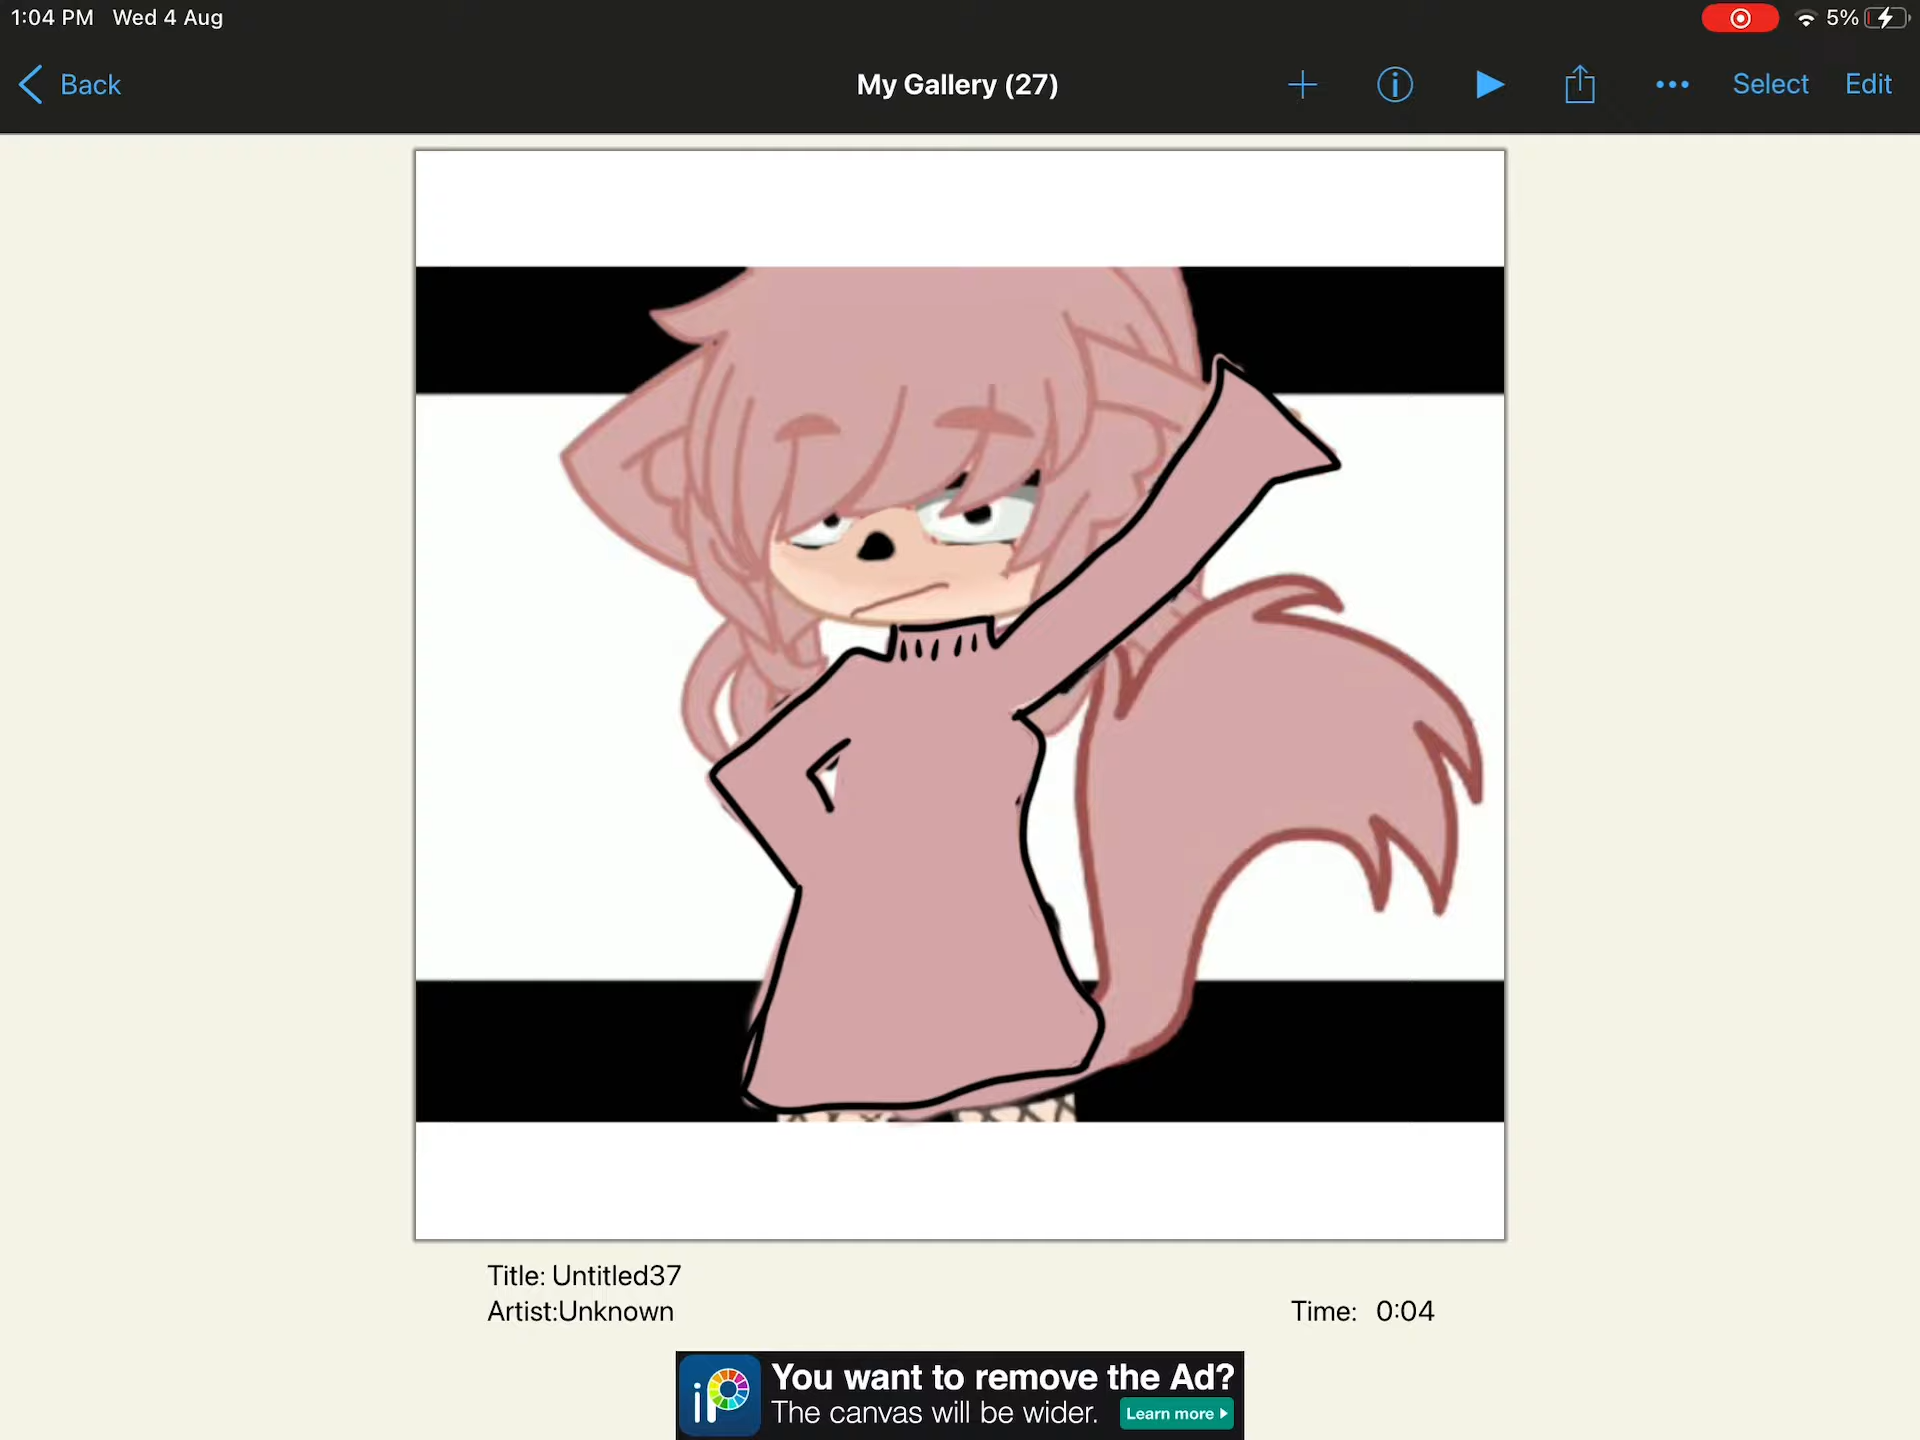 1:04 PM Wed 4 Aug
5%
Back
My Gallery (27)
Select
Edit
Title: Untitled37
Artist:Unknown
Time: 0:04
iP
You want to remove the Ad?
The canvas will be wider.
Learn more